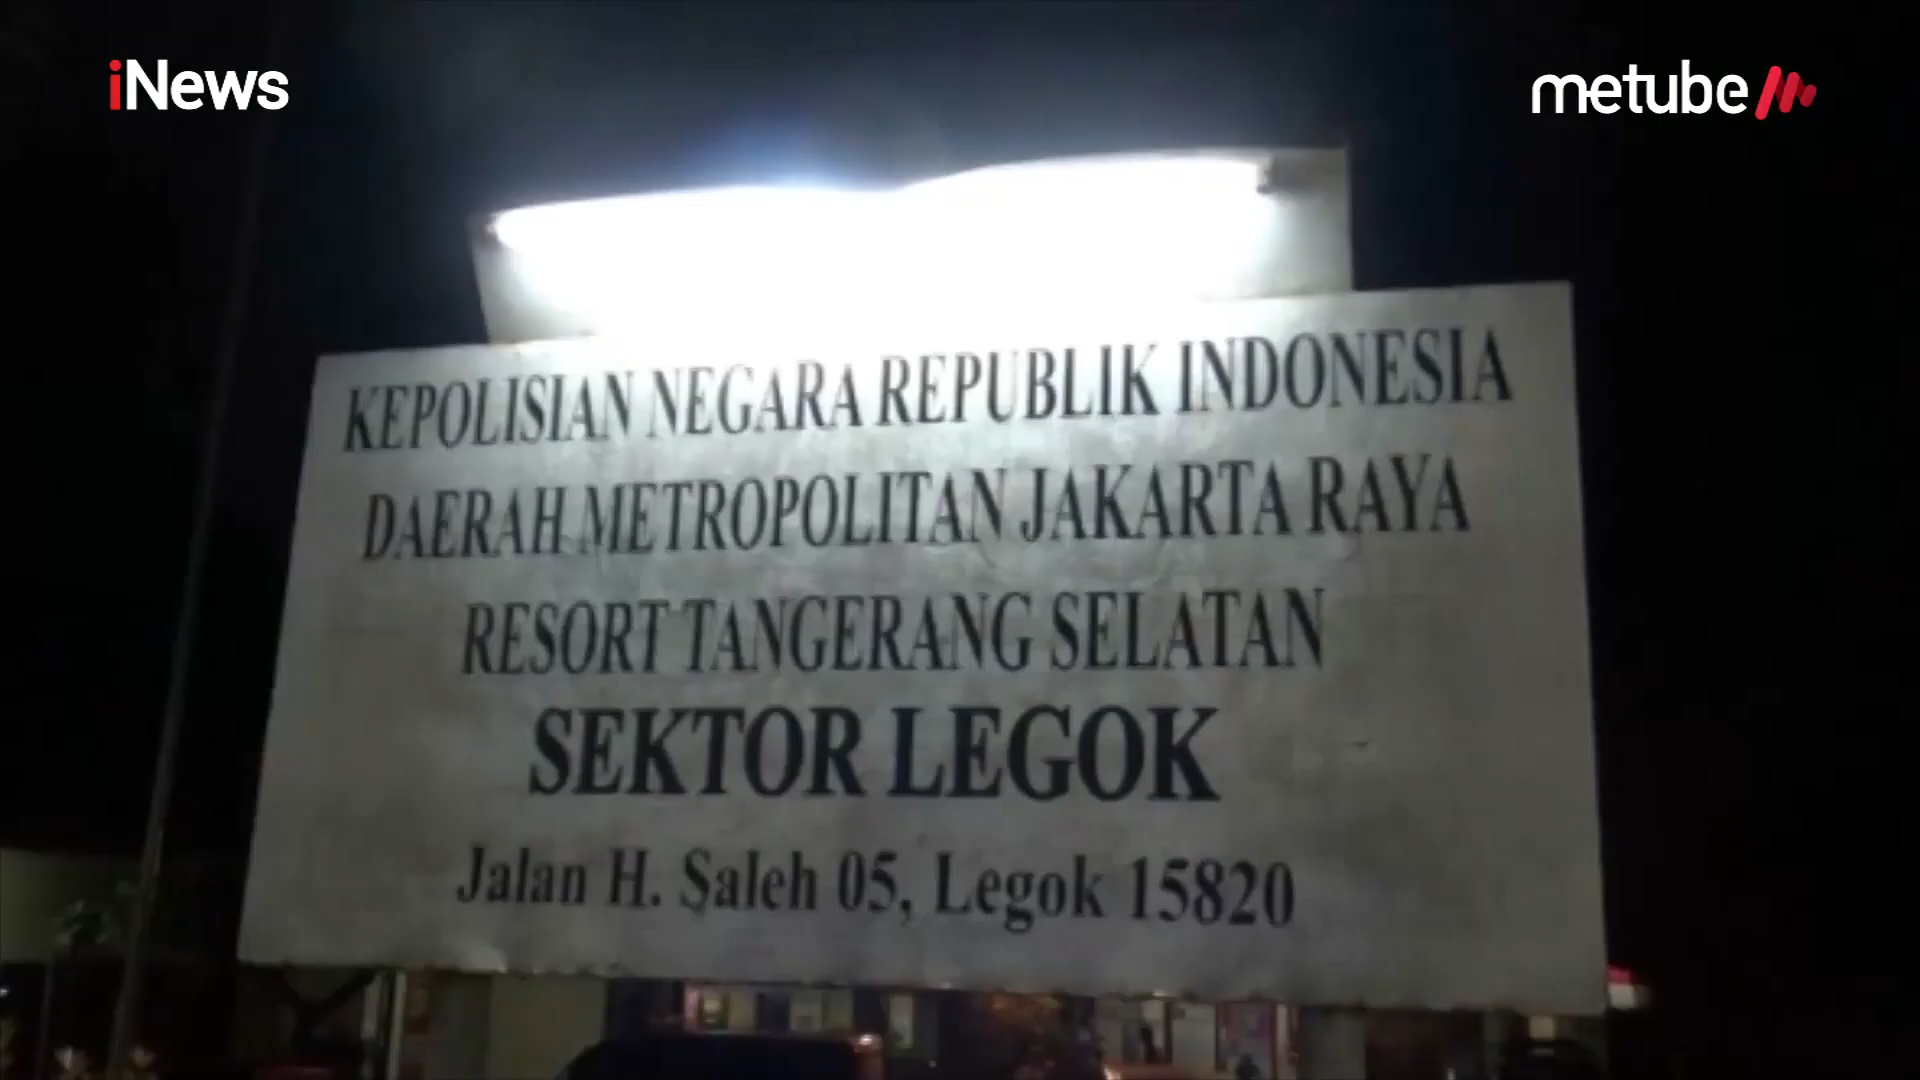 iNews
metube
KEPOLISIAN NEGARA REPUBLIK INDONESIA
DAERAH METROPOLITAN JAKARTA RAYA
RESORT TANGERANG SELATAN
SEKTOR LEGOK
Jalan H. Saleh 05, Legok 15820